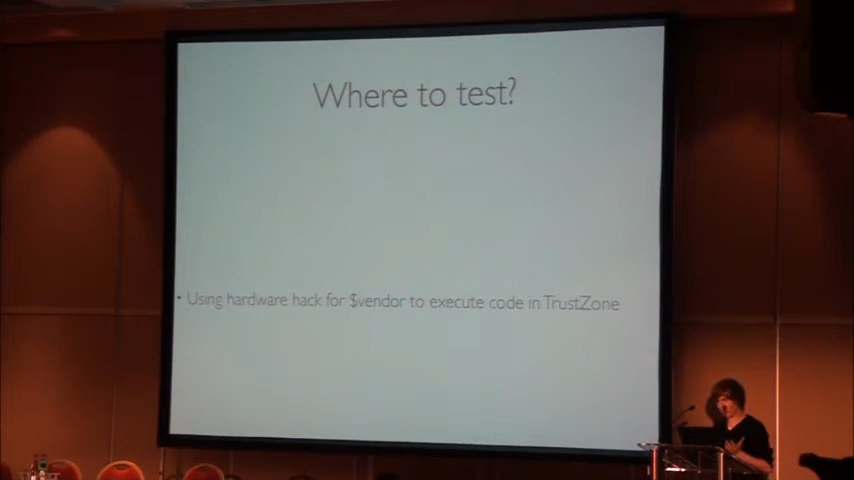 Where to test?
• Using hardware hack for $vendor to execute code in TrustZone